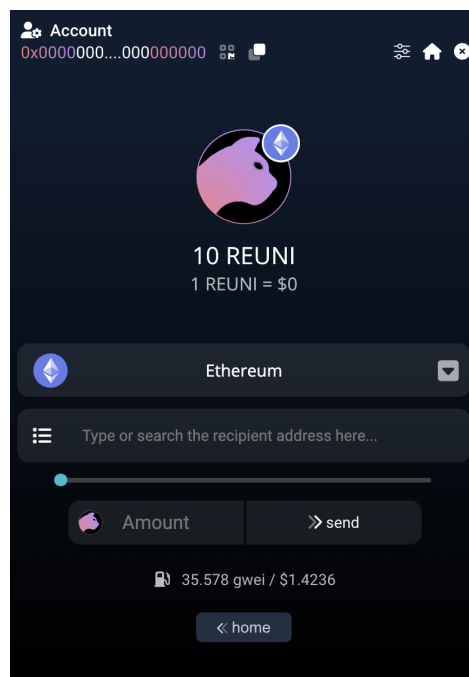 Account
0x0000000....000000000
10 REUNI
1 REUNI = $0
Ethereum
Type or search the recipient address here...
Amount
send
35.578 gwei / $1.4236
home